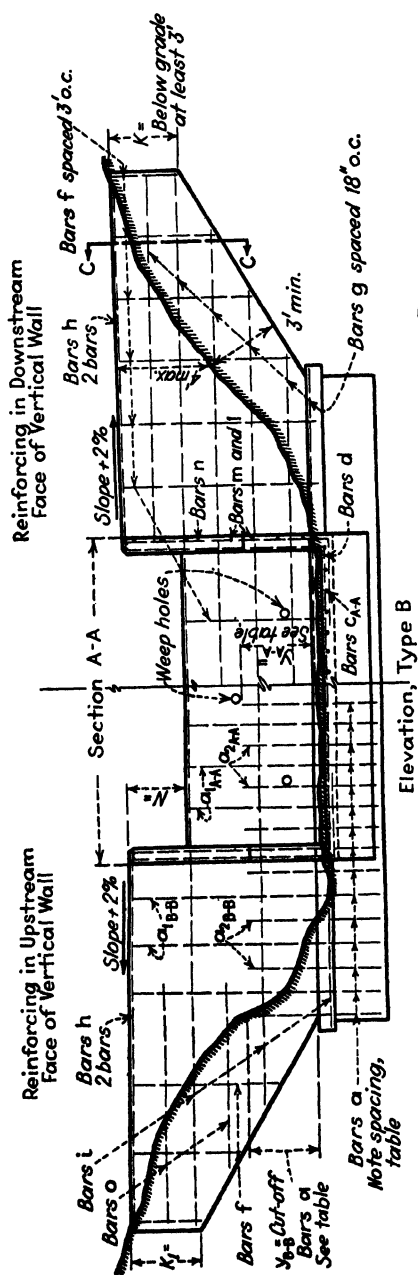 Reinforcing in Upstream
Face of Vertical Wall
Reinforcing in Downstream
Face of Vertical Wall
Section A-A
Bars h
2 bars
Slope+2%
N=
Bars h
2 bars
Slope+2%
Bars f spaced 3' o.c.
K=
Below grade
at least 3'
C
C
Bars i
Bars o
K₁=
a₁ B-B
a₂ B-B
a₁ A-A
a₂ A-A
Weep holes
Bars n
Bars m and l
4' max.
3' min.
y A-A =
See table
Bars f
y B-B = Cut-off
Bars a₁
See table
Bars a
Note spacing,
table
Bars c A-A
Bars d
Bars g spaced 18" o.c.
Elevation, Type B